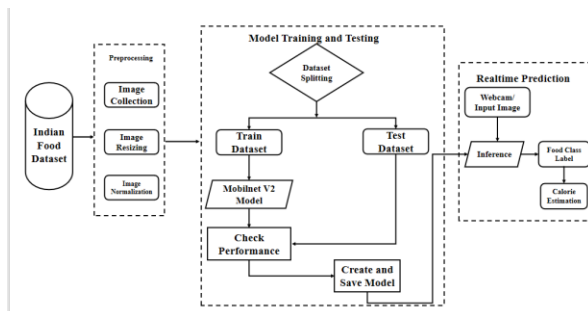 Model Training and Testing
Preprocessing
Dataset
Splitting
Realtime Prediction
Image
Collection
Webcam/
Input Image
Indian
Food
Dataset
Image
Resizing
Train
Dataset
Test
Dataset
Inference
Food Class
Label
Image
Normalization
Mobilnet V2
Model
Calorie
Estimation
Check
Performance
Create and
Save Model